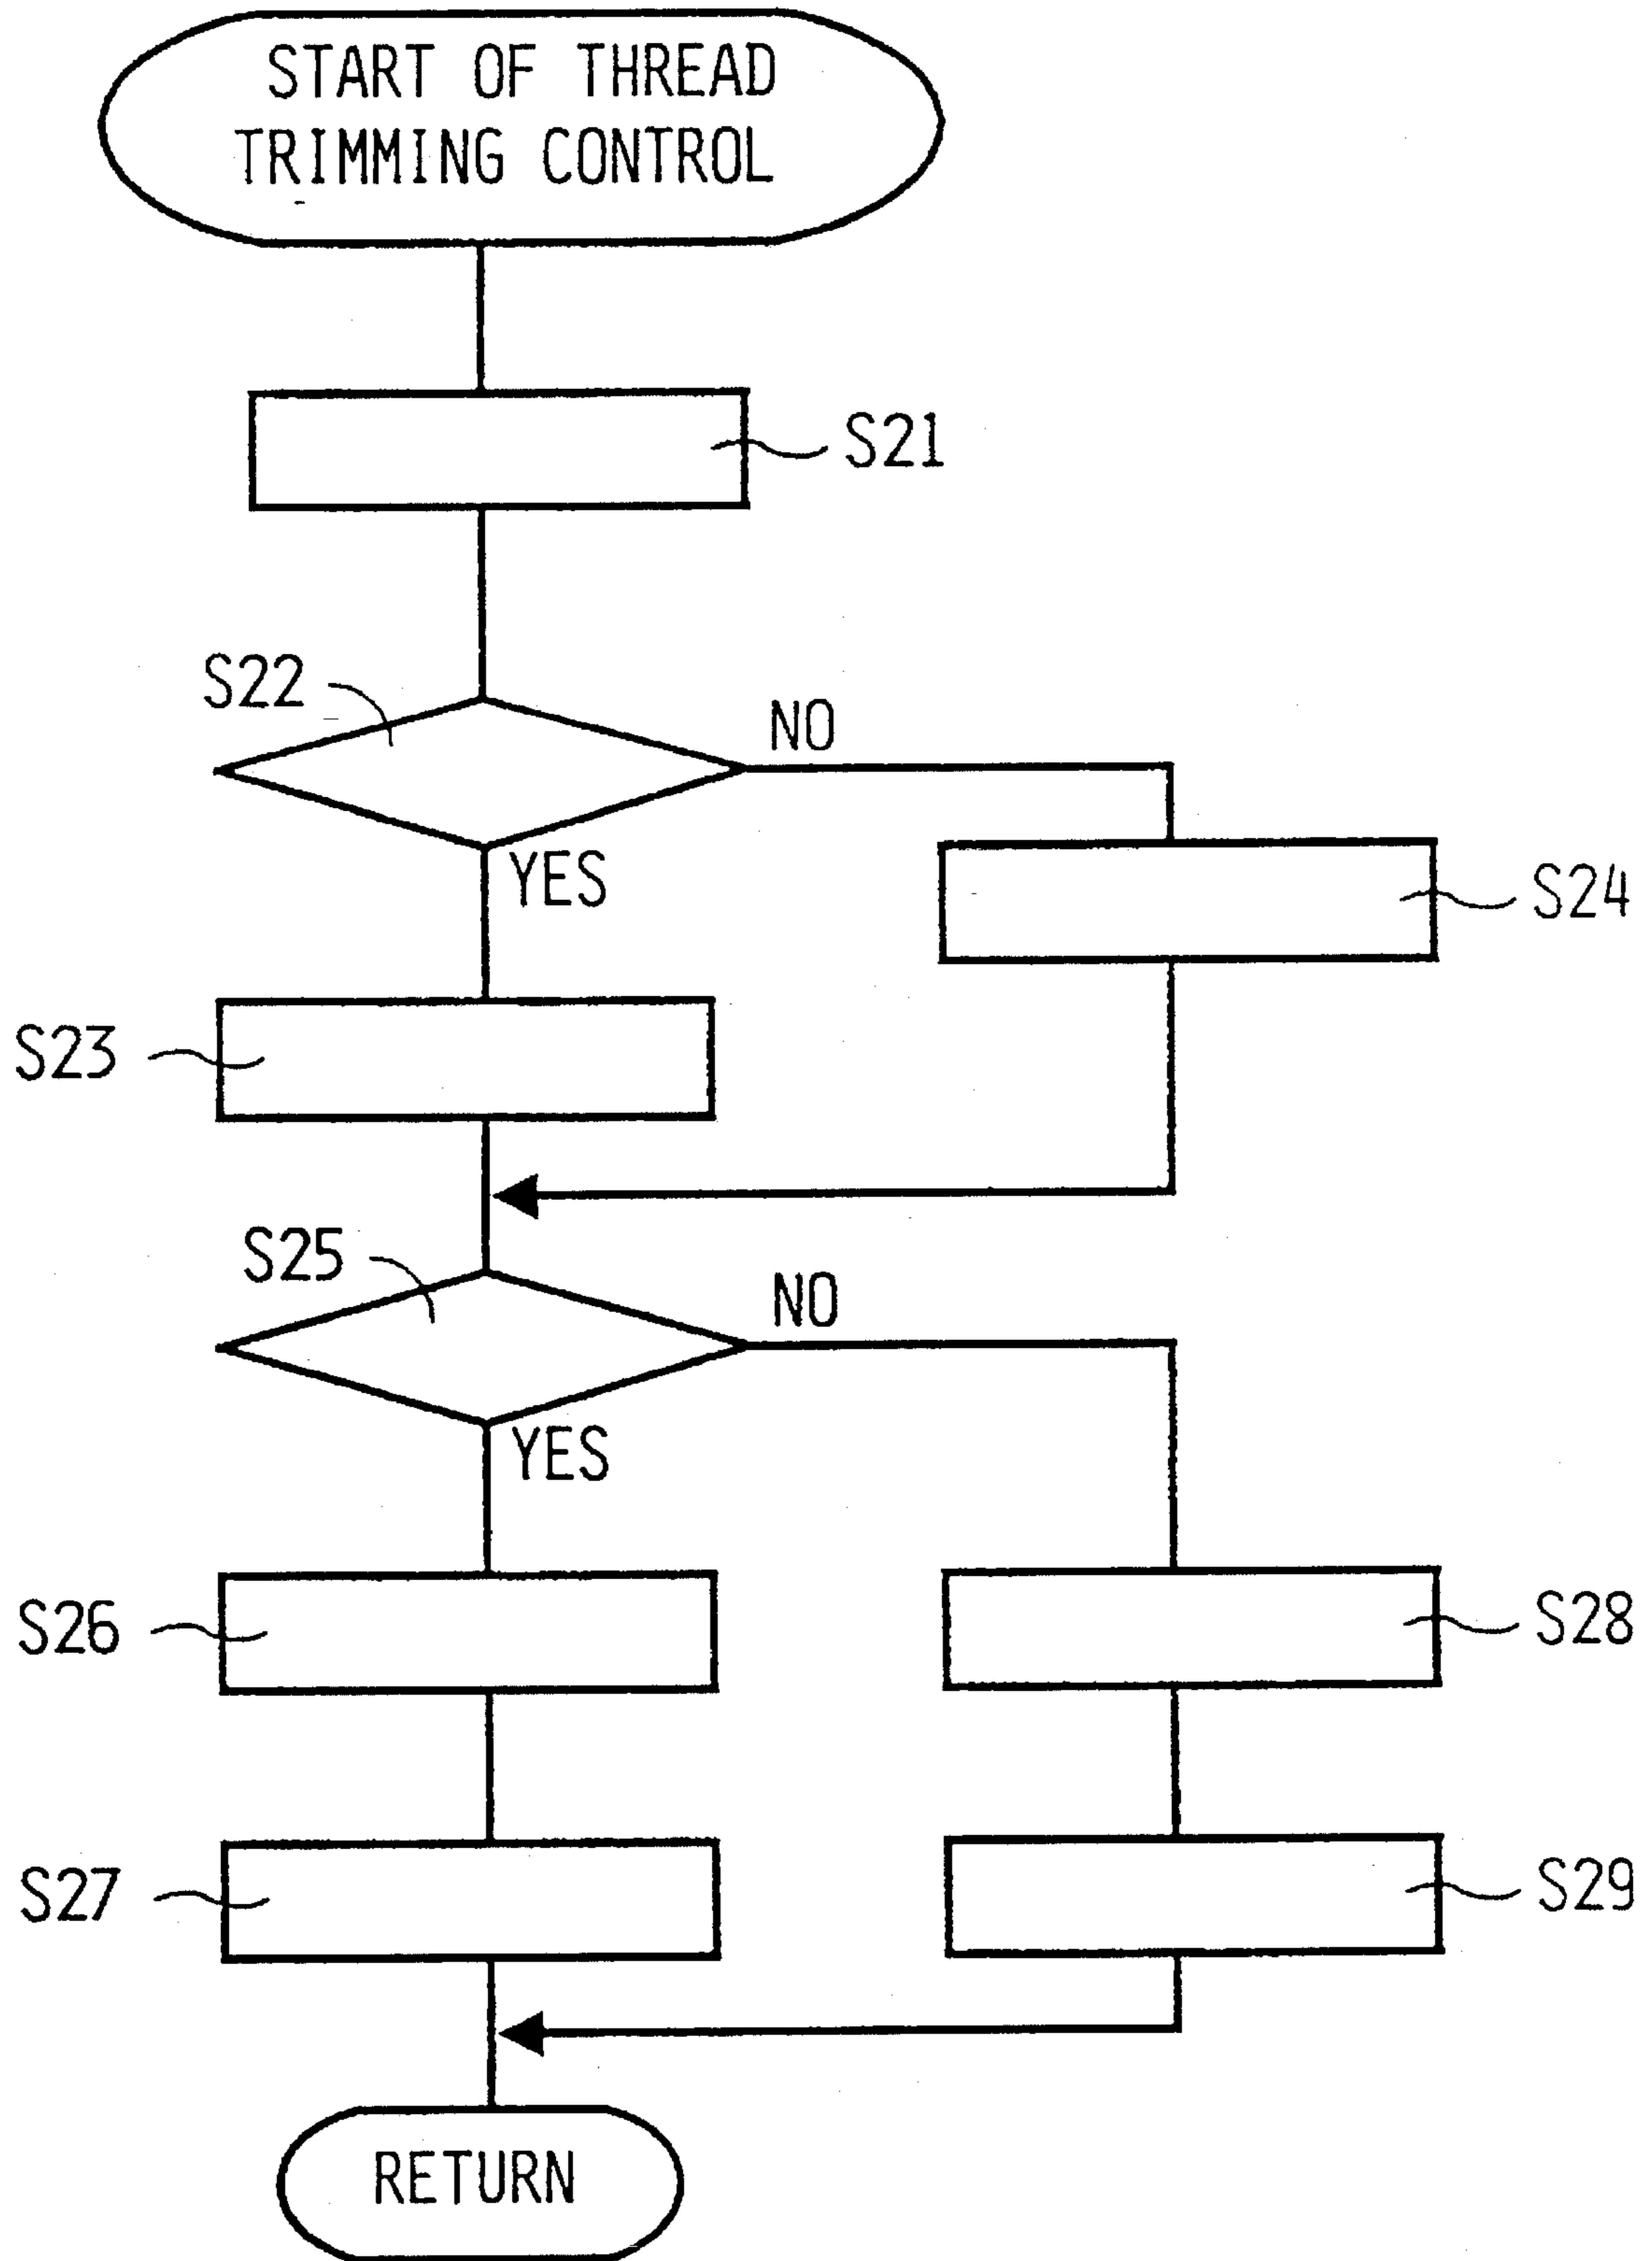 START OF THREAD
TRIMMING CONTROL
S21
S22
NO
YES
S24
S23
S25
NO
YES
S26
S28
S27
S29
RETURN